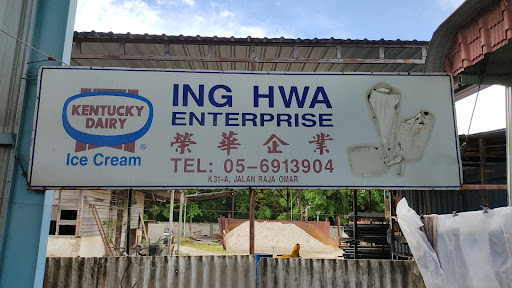 KENTUCKY
DAIRY
®
Ice Cream
ING HWA
ENTERPRISE
榮華企業
TEL: 05-6913904
K31-A, JALAN RAJA OMAR